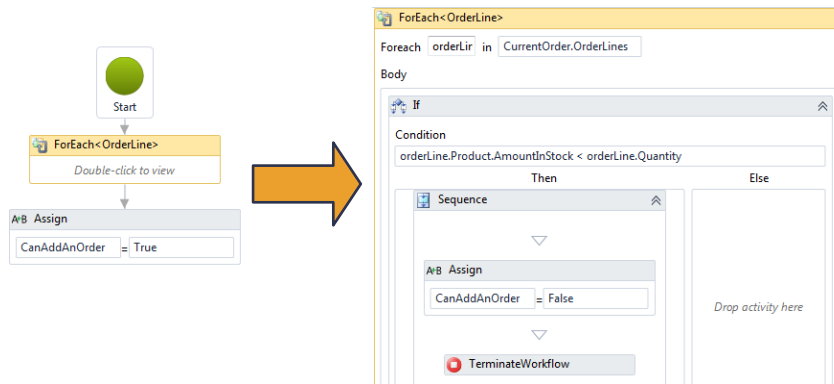 Start
ForEach<OrderLine>
Double-click to view
A+B Assign
CanAddAnOrder = True
ForEach<OrderLine>
Foreach orderLir in CurrentOrder.OrderLines
Body
If
Condition
orderLine.Product.AmountInStock < orderLine.Quantity
Then Else
Sequence
A+B Assign
CanAddAnOrder = False
Drop activity here
TerminateWorkflow